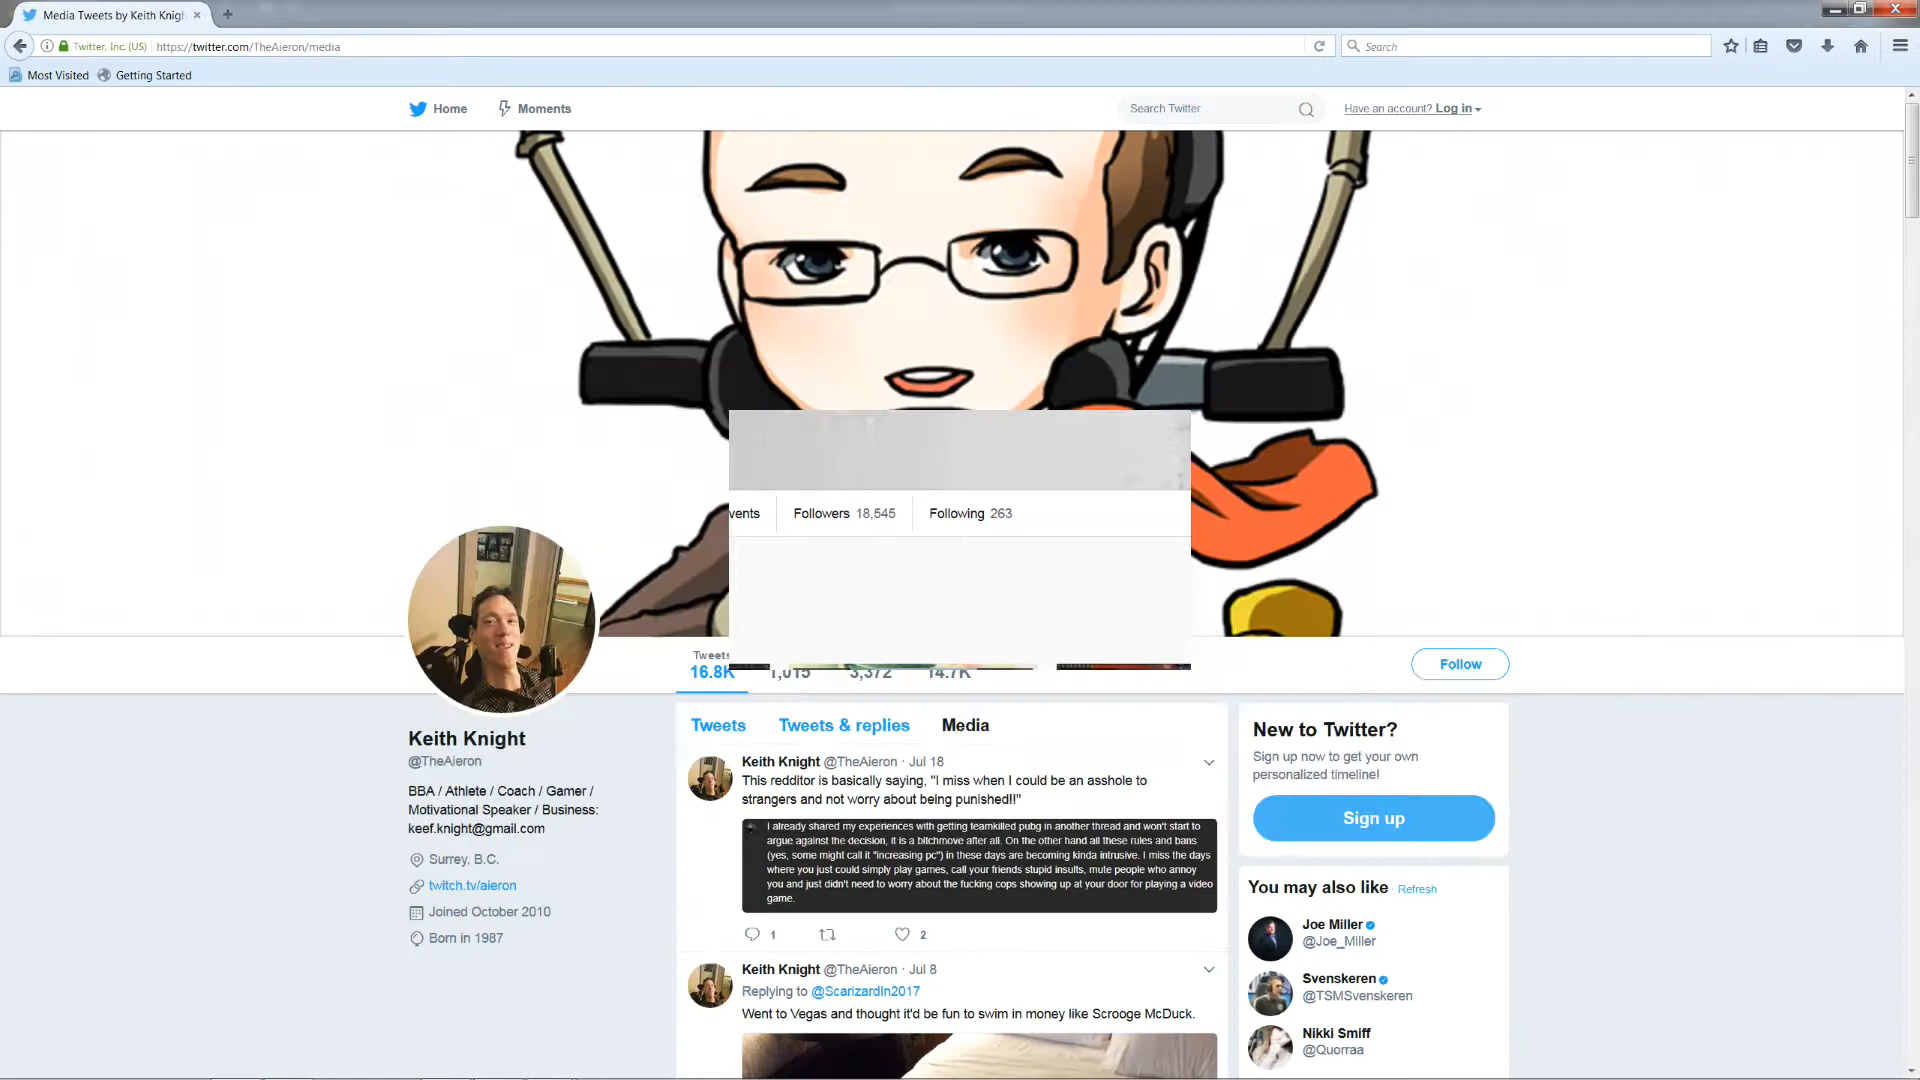 Media Tweets by Keith Knigh
Twitter, Inc. (US)
https://twitter.com/TheAieron/media
Search
Most Visited
Getting Started
Home
Moments
Search Twitter
Have an account? Log in
vents
Followers 18,545
Following 263
Tweets
16.8K
1,015
3,372
14.7K
Follow
Keith Knight
@TheAieron
BBA / Athlete / Coach / Gamer /
Motivational Speaker / Business:
keef.knight@gmail.com
Surrey, B.C.
twitch.tv/aieron
Joined October 2010
Born in 1987
Tweets
Tweets & replies
Media
Keith Knight @TheAieron · Jul 18
This redditor is basically saying, "I miss when I could be an asshole to
strangers and not worry about being punished!!"
I already shared my experiences with getting teamkilled pubg in another thread and won't start to
argue against the decision, it is a bitchmove after all. On the other hand all these rules and bans
(yes, some might call it "increasing pc") in these days are becoming kinda intrusive. I miss the days
where you just could simply play games, call your friends stupid insults, mute people who annoy
you and just didn't need to worry about the fucking cops showing up at your door for playing a video
game.
1
2
Keith Knight @TheAieron · Jul 8
Replying to @ScarizardIn2017
Went to Vegas and thought it'd be fun to swim in money like Scrooge McDuck.
New to Twitter?
Sign up now to get your own
personalized timeline!
Sign up
You may also like · Refresh
Joe Miller
@Joe_Miller
Svenskeren
@TSMSvenskeren
Nikki Smiff
@Quorraa